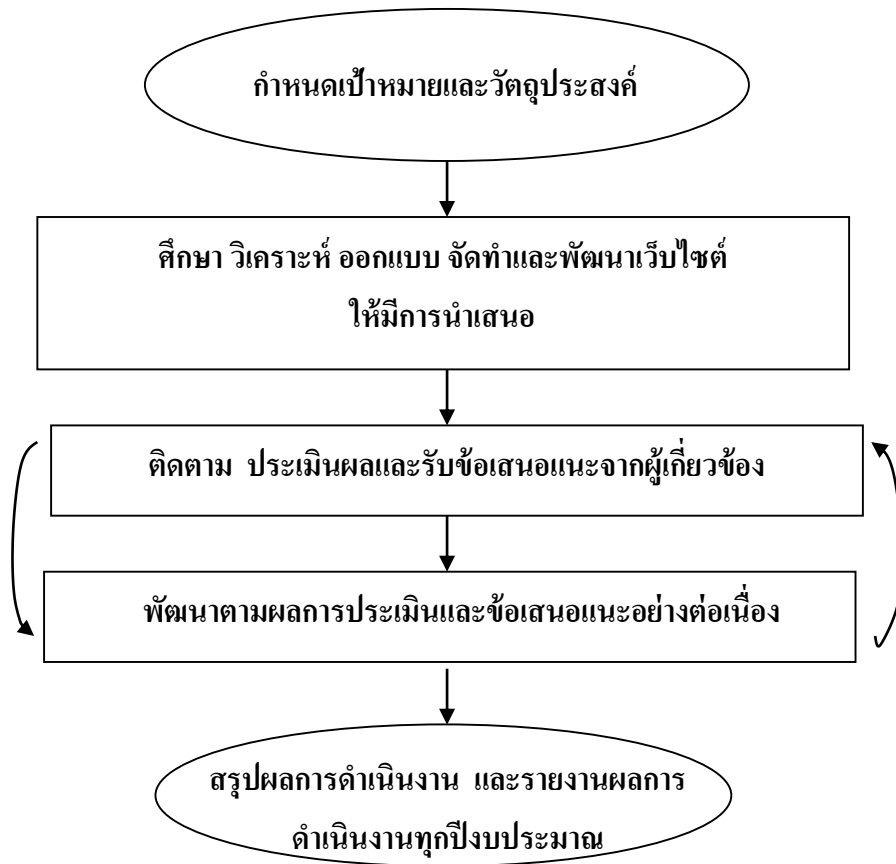 กำหนดเป้าหมายและวัตถุประสงค์
ศึกษา วิเคราะห์ ออกแบบ จัดทำและพัฒนาเว็บไซต์
ให้มีการนำเสนอ
ติดตาม ประเมินผลและรับข้อเสนอแนะจากผู้เกี่ยวข้อง
พัฒนาตามผลการประเมินและข้อเสนอแนะอย่างต่อเนื่อง
สรุปผลการดำเนินงาน และรายงานผลการ
ดำเนินงานทุกปีงบประมาณ